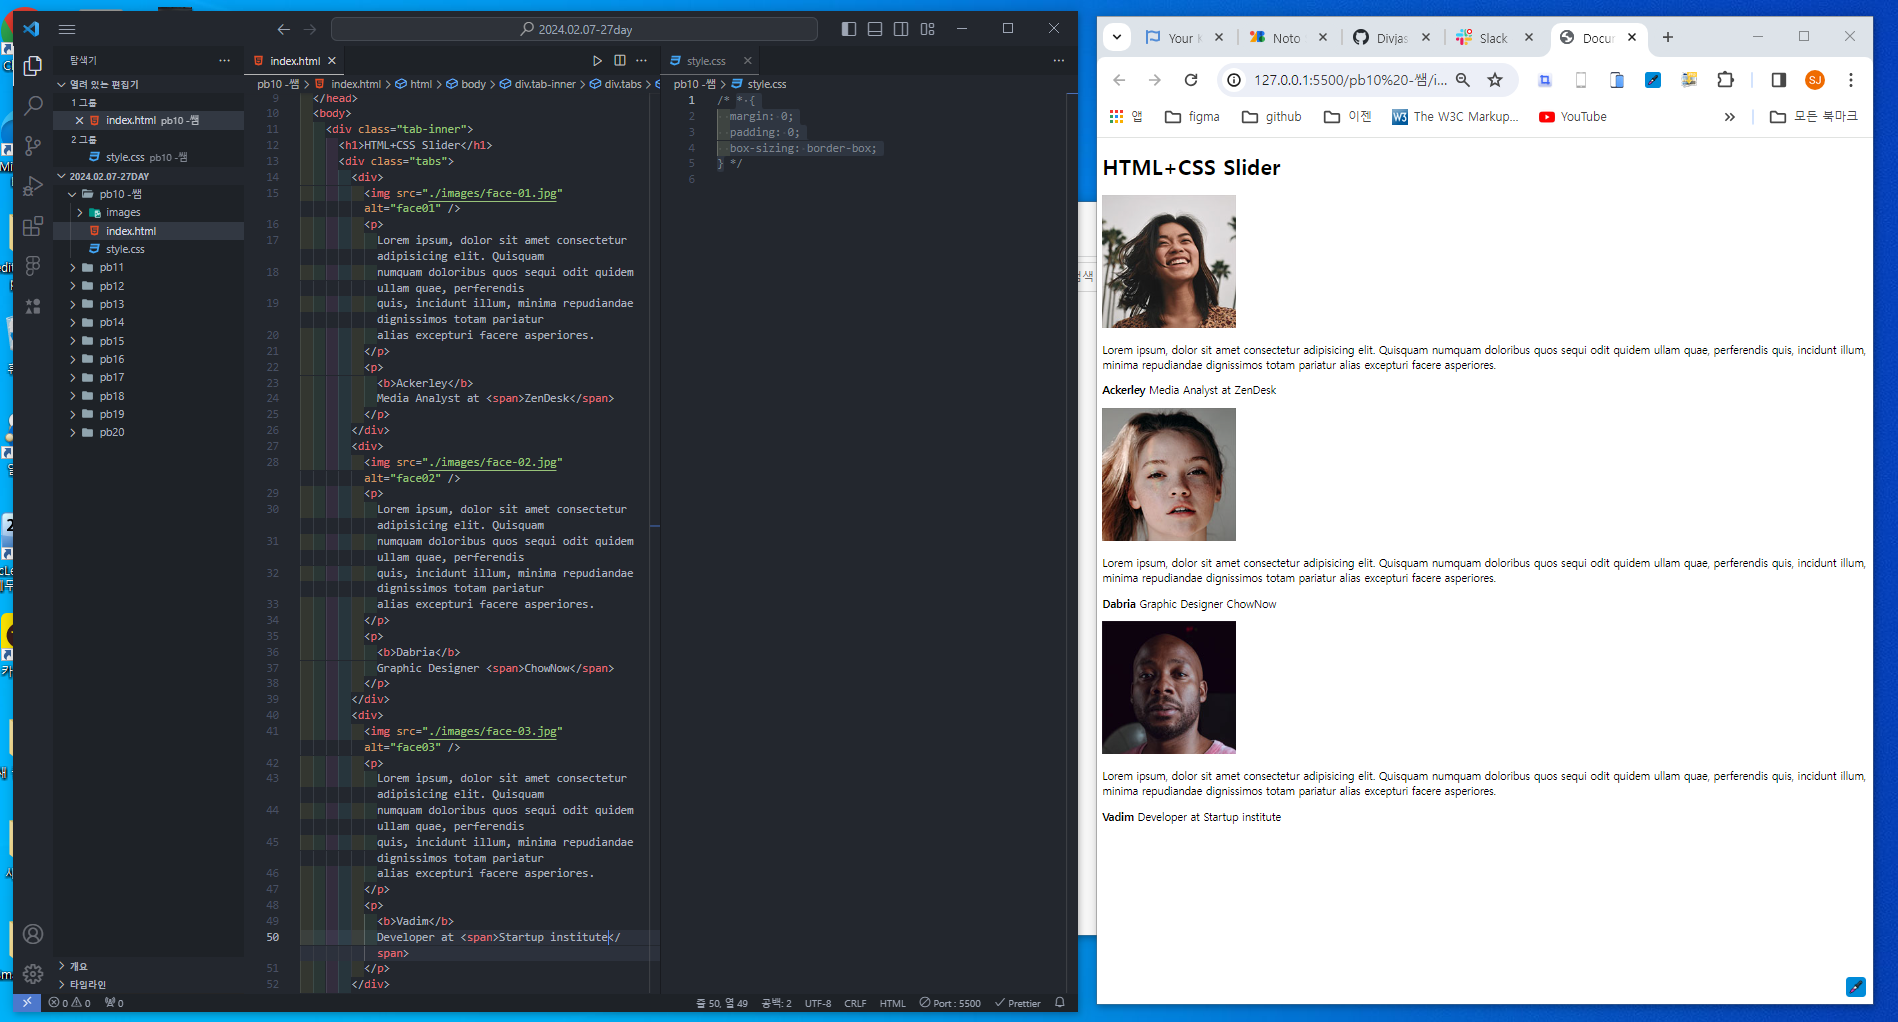 2024.02.07-27day
탐색기
열려 있는 편집기
1 그룹
index.html pb10 -쌤
2 그룹
style.css pb10 -쌤
2024.02.07-27DAY
pb10 -쌤
images
index.html
style.css
pb11
pb12
pb13
pb14
pb15
pb16
pb17
pb18
pb19
pb20
개요
타임라인
index.html
pb10 -쌤 > index.html > html > body > div.tab-inner > div.tabs >
9 </head>
10 <body>
11 <div class="tab-inner">
12 <h1>HTML+CSS Slider</h1>
13 <div class="tabs">
14 <div>
15 <img src="./images/face-01.jpg"
alt="face01" />
16 <p>
17 Lorem ipsum, dolor sit amet consectetur
adipisicing elit. Quisquam
18 numquam doloribus quos sequi odit quidem
ullam quae, perferendis
19 quis, incidunt illum, minima repudiandae
dignissimos totam pariatur
20 alias excepturi facere asperiores.
21 </p>
22 <p>
23 <b>Ackerley</b>
24 Media Analyst at <span>ZenDesk</span>
25 </p>
26 </div>
27 <div>
28 <img src="./images/face-02.jpg"
alt="face02" />
29 <p>
30 Lorem ipsum, dolor sit amet consectetur
adipisicing elit. Quisquam
31 numquam doloribus quos sequi odit quidem
ullam quae, perferendis
32 quis, incidunt illum, minima repudiandae
dignissimos totam pariatur
33 alias excepturi facere asperiores.
34 </p>
35 <p>
36 <b>Dabria</b>
37 Graphic Designer <span>ChowNow</span>
38 </p>
39 </div>
40 <div>
41 <img src="./images/face-03.jpg"
alt="face03" />
42 <p>
43 Lorem ipsum, dolor sit amet consectetur
adipisicing elit. Quisquam
44 numquam doloribus quos sequi odit quidem
ullam quae, perferendis
45 quis, incidunt illum, minima repudiandae
dignissimos totam pariatur
46 alias excepturi facere asperiores.
47 </p>
48 <p>
49 <b>Vadim</b>
50 Developer at <span>Startup institute</
span>
51 </p>
52 </div>
style.css
pb10 -쌤 > style.css
1 /* * {
2 margin: 0;
3 padding: 0;
4 box-sizing: border-box;
5 } */
6
0 0 0
줄 50, 열 49 공백: 2 UTF-8 CRLF HTML Port : 5500 Prettier
Your Noto Divjas Slack Docur
127.0.0.1:5500/pb10%20-쌤/i...
SJ
앱 figma github 이젠 The W3C Markup... YouTube 모든 북마크
HTML+CSS Slider
Lorem ipsum, dolor sit amet consectetur adipisicing elit. Quisquam numquam doloribus quos sequi odit quidem ullam quae, perferendis quis, incidunt illum,
minima repudiandae dignissimos totam pariatur alias excepturi facere asperiores.
Ackerley Media Analyst at ZenDesk
Lorem ipsum, dolor sit amet consectetur adipisicing elit. Quisquam numquam doloribus quos sequi odit quidem ullam quae, perferendis quis, incidunt illum,
minima repudiandae dignissimos totam pariatur alias excepturi facere asperiores.
Dabria Graphic Designer ChowNow
Lorem ipsum, dolor sit amet consectetur adipisicing elit. Quisquam numquam doloribus quos sequi odit quidem ullam quae, perferendis quis, incidunt illum,
minima repudiandae dignissimos totam pariatur alias excepturi facere asperiores.
Vadim Developer at Startup institute